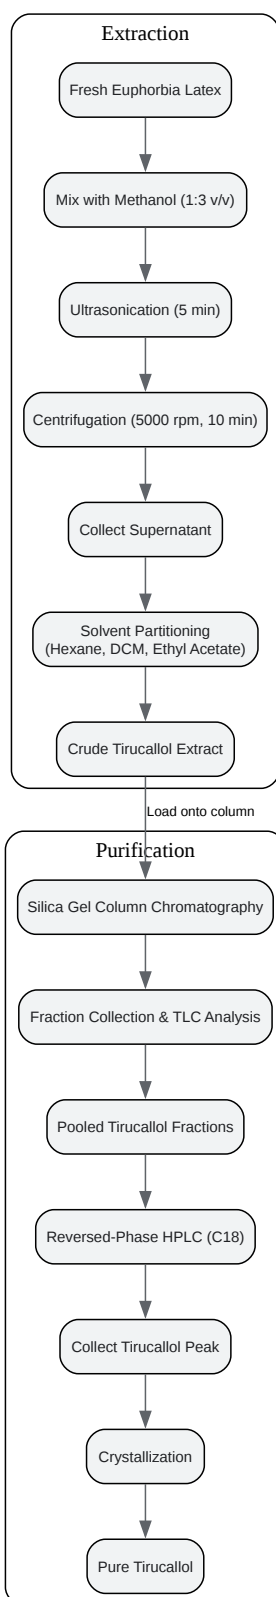 Extraction
Fresh Euphorbia Latex
Mix with Methanol (1:3 v/v)
Ultrasonication (5 min)
Centrifugation (5000 rpm, 10 min)
Collect Supernatant
Solvent Partitioning
(Hexane, DCM, Ethyl Acetate)
Crude Tirucallol Extract
Load onto column
Purification
Silica Gel Column Chromatography
Fraction Collection & TLC Analysis
Pooled Tirucallol Fractions
Reversed-Phase HPLC (C18)
Collect Tirucallol Peak
Crystallization
Pure Tirucallol